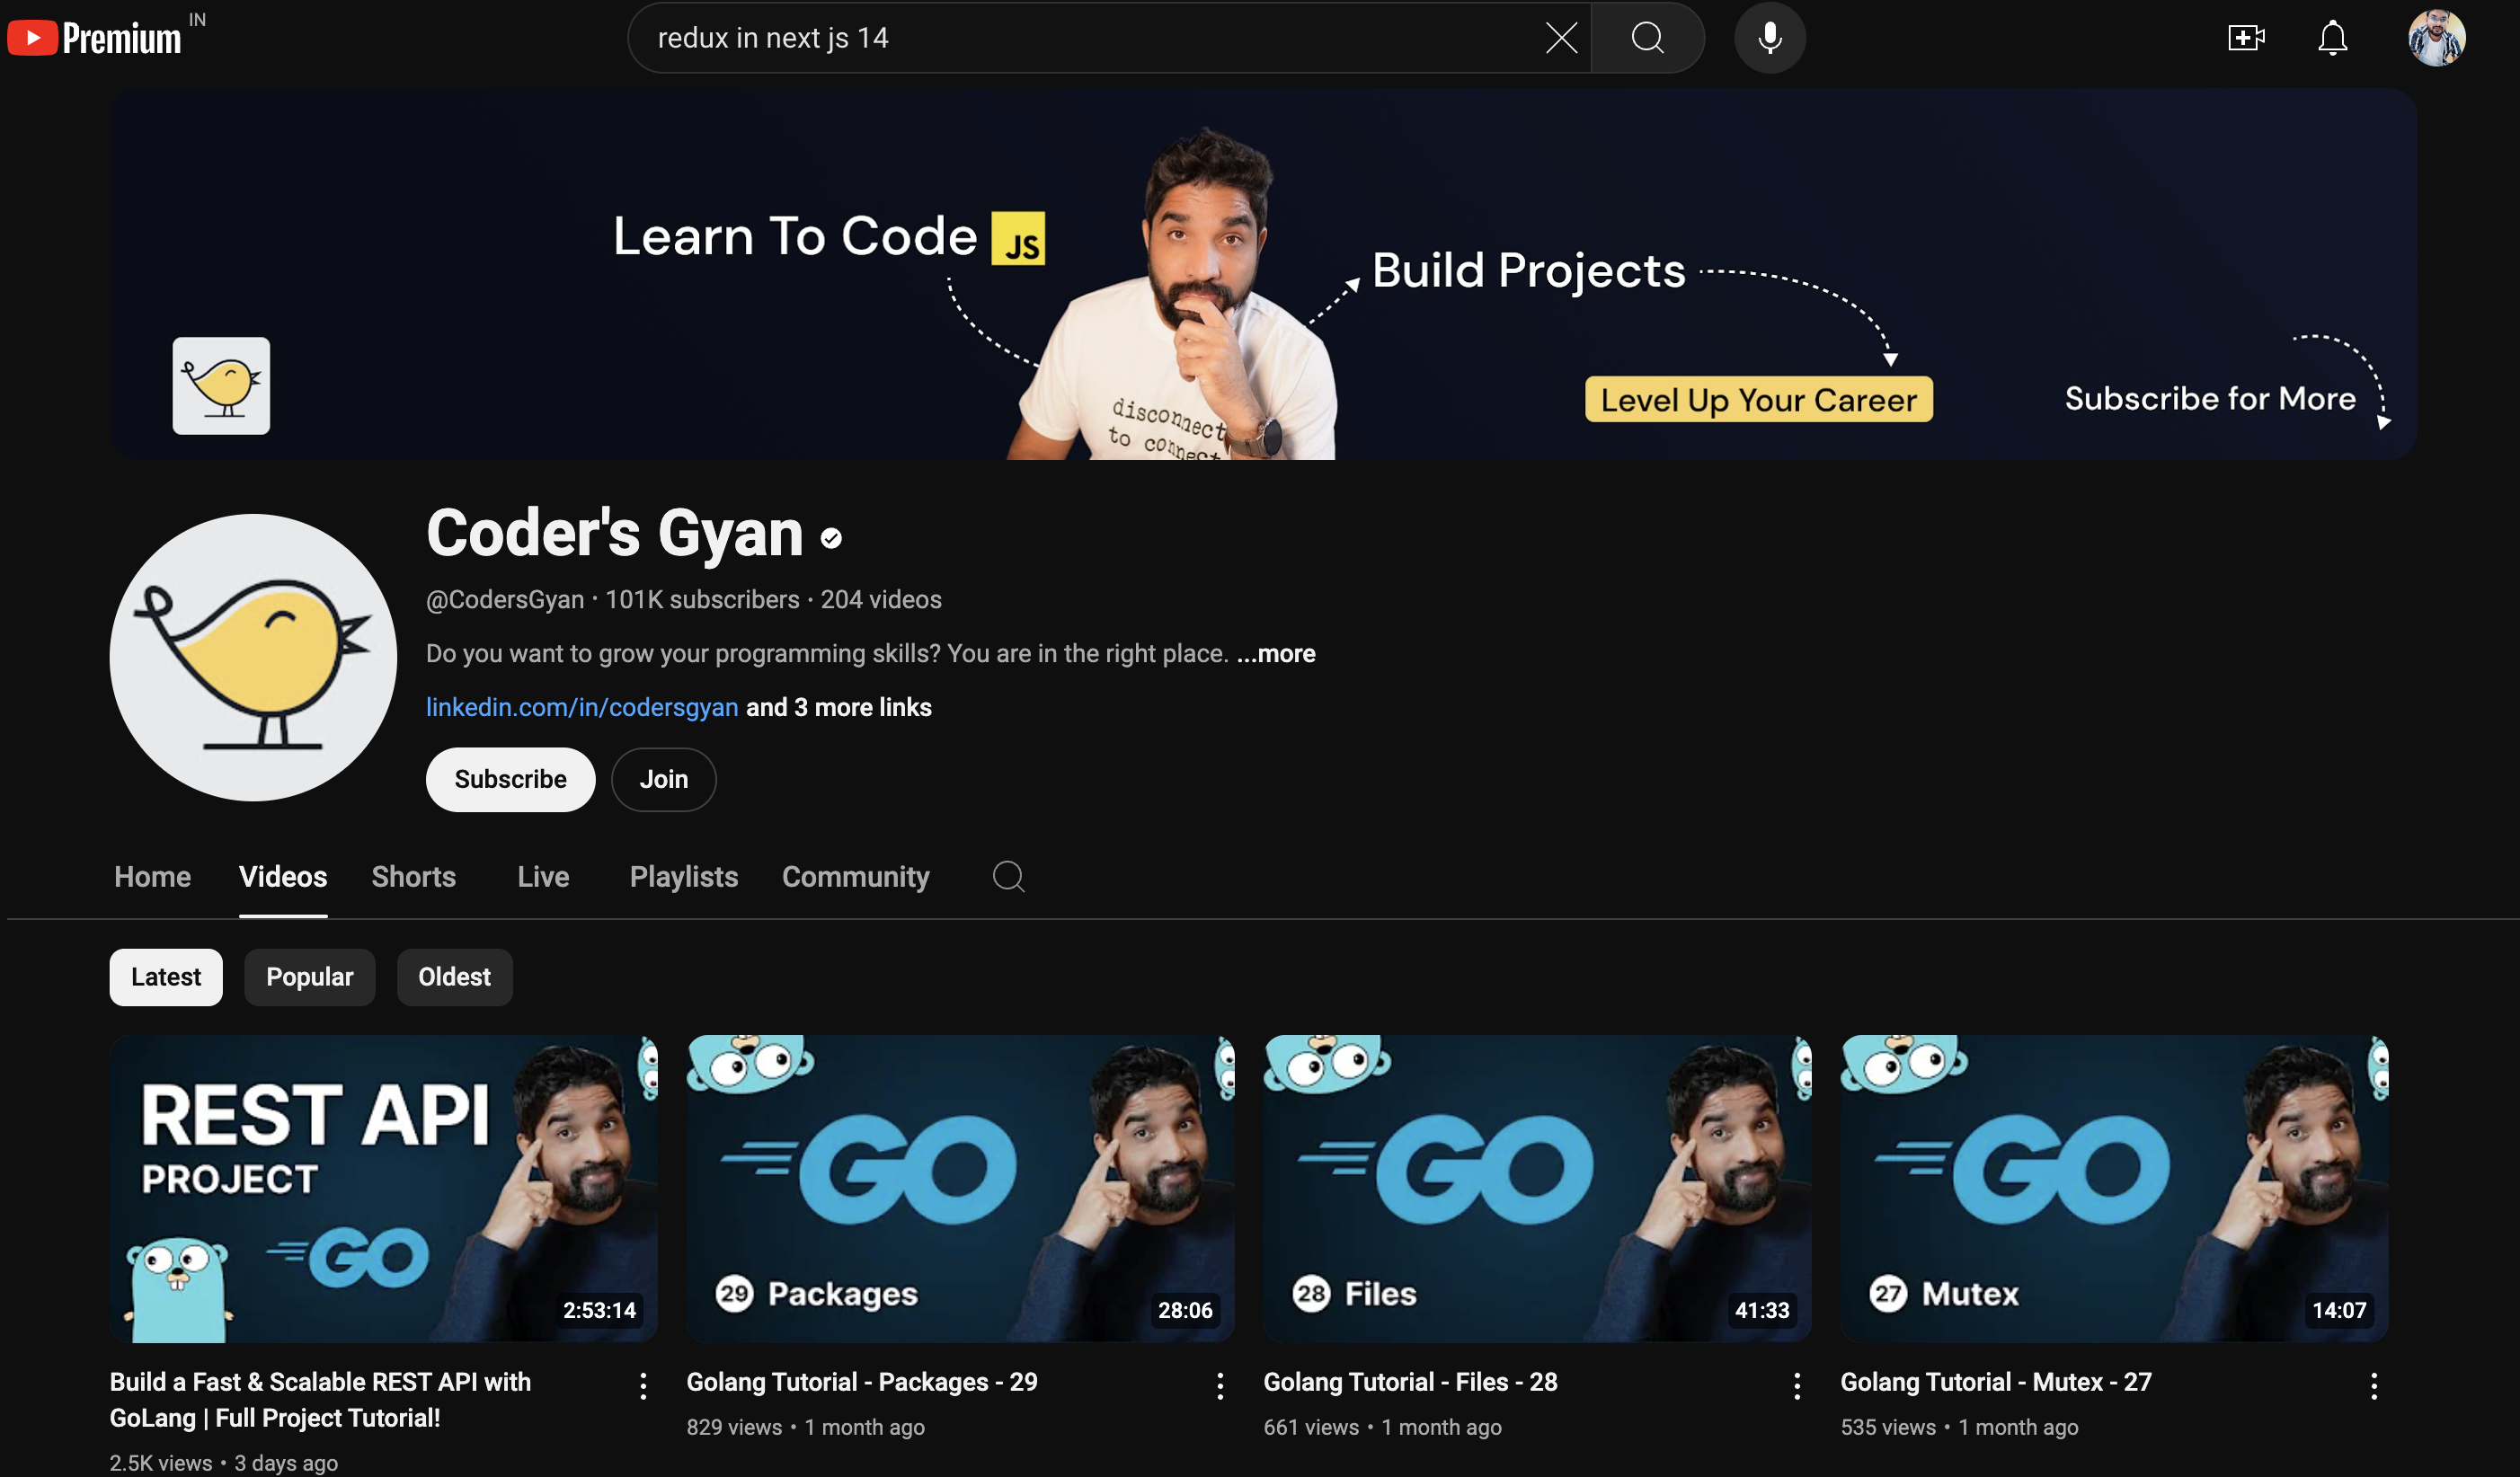 Premium IN
redux in next js 14
Learn To Code JS
Build Projects
Level Up Your Career
Subscribe for More
disconnect
to connect
Coder's Gyan
@CodersGyan • 101K subscribers • 204 videos
Do you want to grow your programming skills? You are in the right place. ...more
linkedin.com/in/codersgyan and 3 more links
Subscribe
Join
Home
Videos
Shorts
Live
Playlists
Community
Latest
Popular
Oldest
REST API
PROJECT
GO
2:53:14
GO
29 Packages
28:06
GO
28 Files
41:33
GO
27 Mutex
14:07
Build a Fast & Scalable REST API with
GoLang | Full Project Tutorial!
2.5K views • 3 days ago
Golang Tutorial - Packages - 29
829 views • 1 month ago
Golang Tutorial - Files - 28
661 views • 1 month ago
Golang Tutorial - Mutex - 27
535 views • 1 month ago